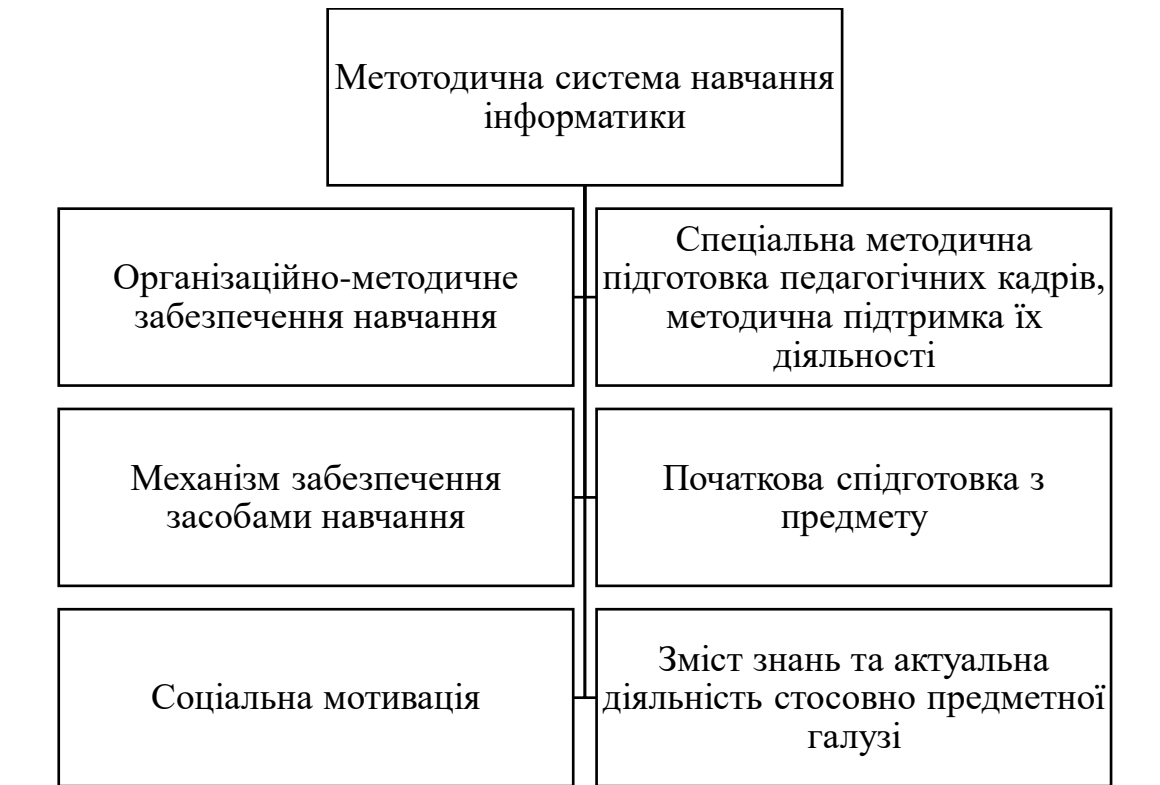 Метотодична система навчання
інформатики
Організаційно-методичне
забезпечення навчання
Спеціальна методична
підготовка педагогічних кадрів,
методична підтримка їх
діяльності
Механізм забезпечення
засобами навчання
Початкова спідготовка з
предмету
Соціальна мотивація
Зміст знань та актуальна
діяльність стосовно предметної
галузі